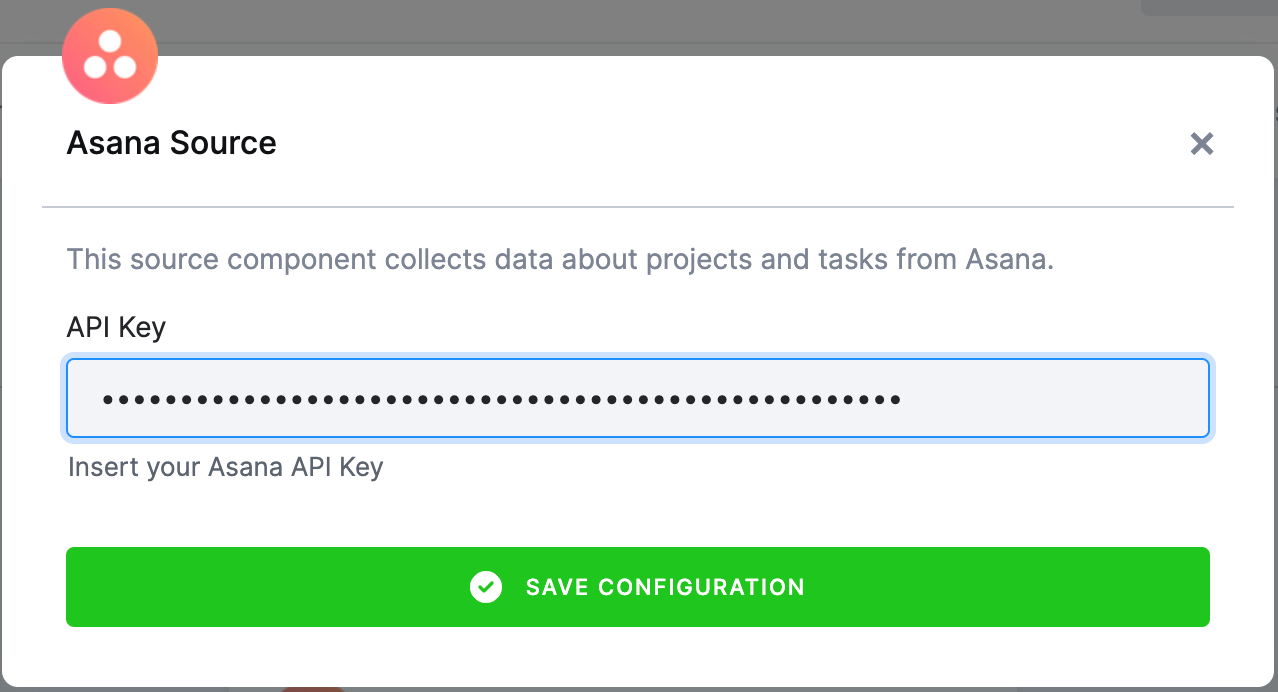 Asana Source
This source component collects data about projects and tasks from Asana.
API Key
•••••••••••••••••••••••••••••••••••••••••••••••••••
Insert your Asana API Key
SAVE CONFIGURATION